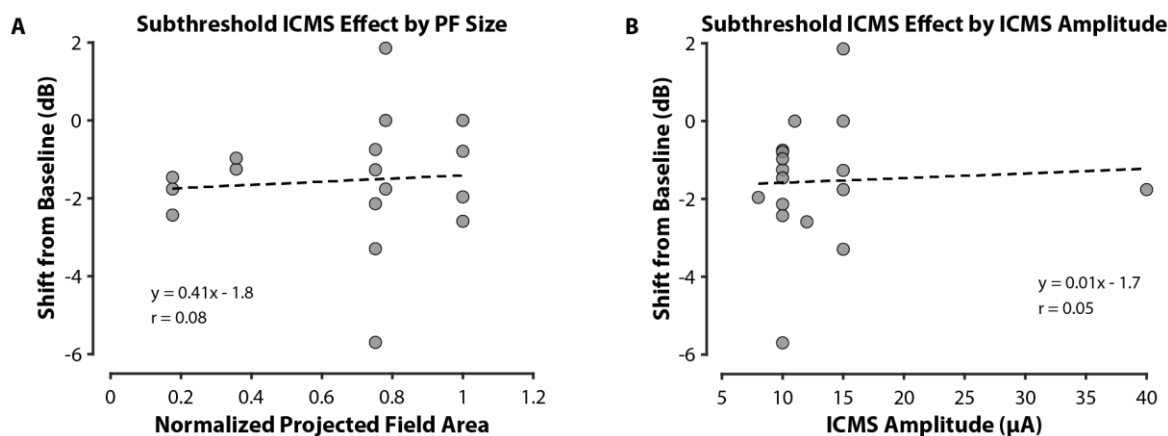 A
Subthreshold ICMS Effect by PF Size
Shift from Baseline (dB)
2
0
-2
-4
-6
y = 0.41x - 1.8
r = 0.08
0
0.2
0.4
0.6
0.8
1
1.2
Normalized Projected Field Area
B
Subthreshold ICMS Effect by ICMS Amplitude
Shift from Baseline (dB)
2
0
-2
-4
-6
y = 0.01x - 1.7
r = 0.05
5
10
15
20
25
30
35
40
ICMS Amplitude (μA)